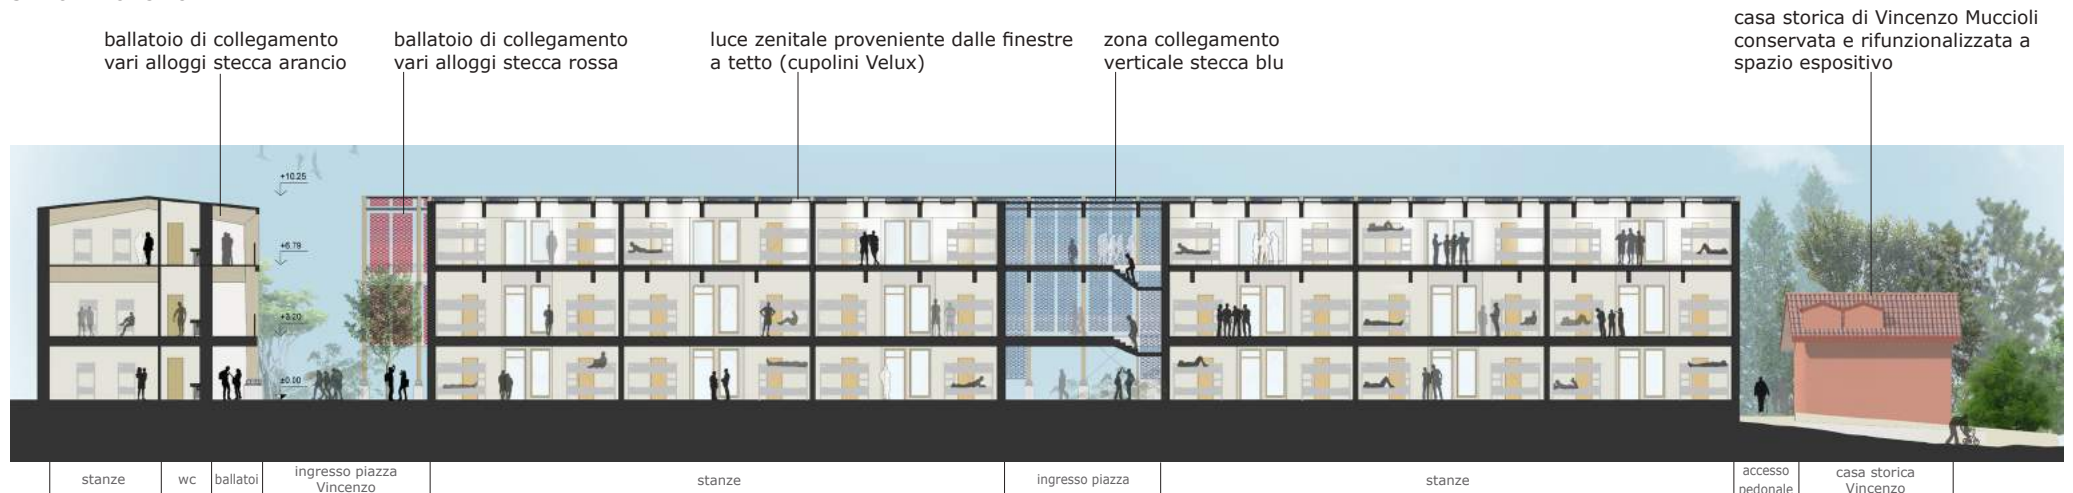 ballatoio di collegamento
vari alloggi stecca arancio
ballatoio di collegamento
vari alloggi stecca rossa
luce zenitale proveniente dalle finestre
a tetto (cupolini Velux)
zona collegamento
verticale stecca blu
casa storica di Vincenzo Muccioli
conservata e rifunzionalizzata a
spazio espositivo
+10.25
+6.79
+3.20
±0.00
stanze
wc
ballatoi
ingresso piazza
Vincenzo
stanze
ingresso piazza
stanze
accesso
pedonale
casa storica
Vincenzo